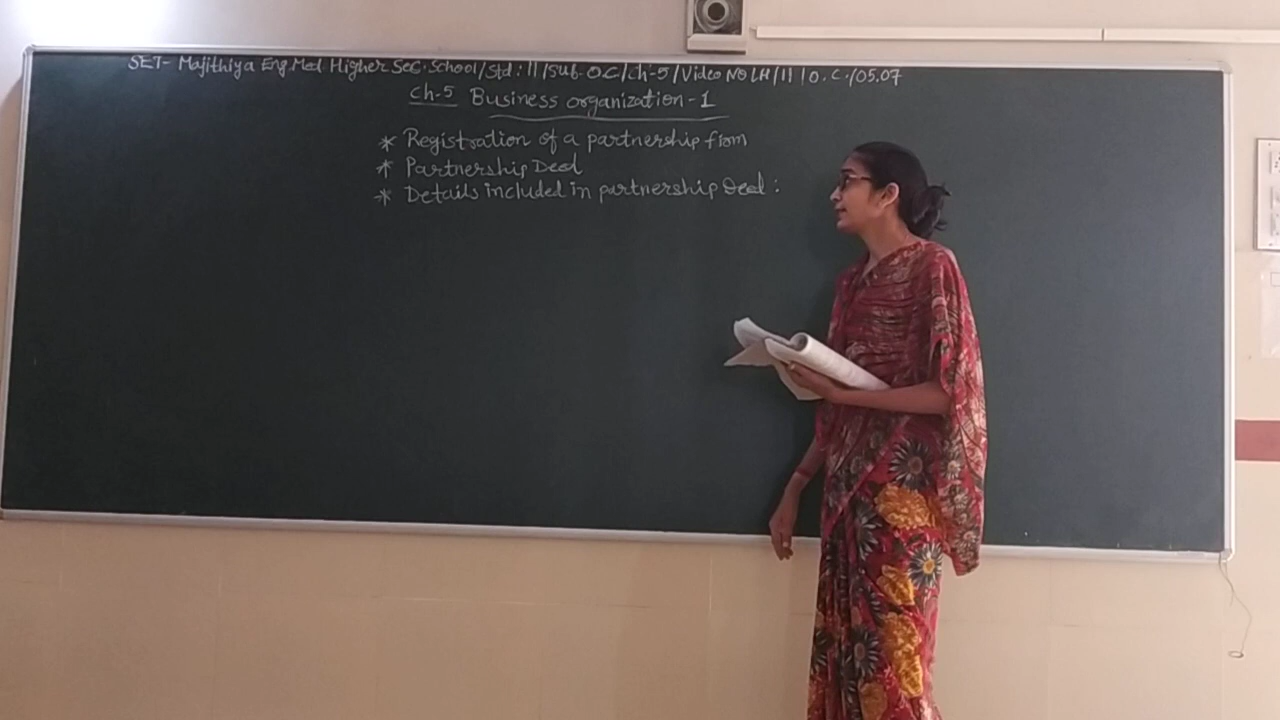 SET- Majithiya Eng.Med Higher Sec. School/Std: 11/Sub. OC/Ch-5/Video No LH/11/O.C./05.07
Ch-5 Business organization-1
* Registration of a partnership firm
* Partnership Deed
* Details included in partnership Deed: